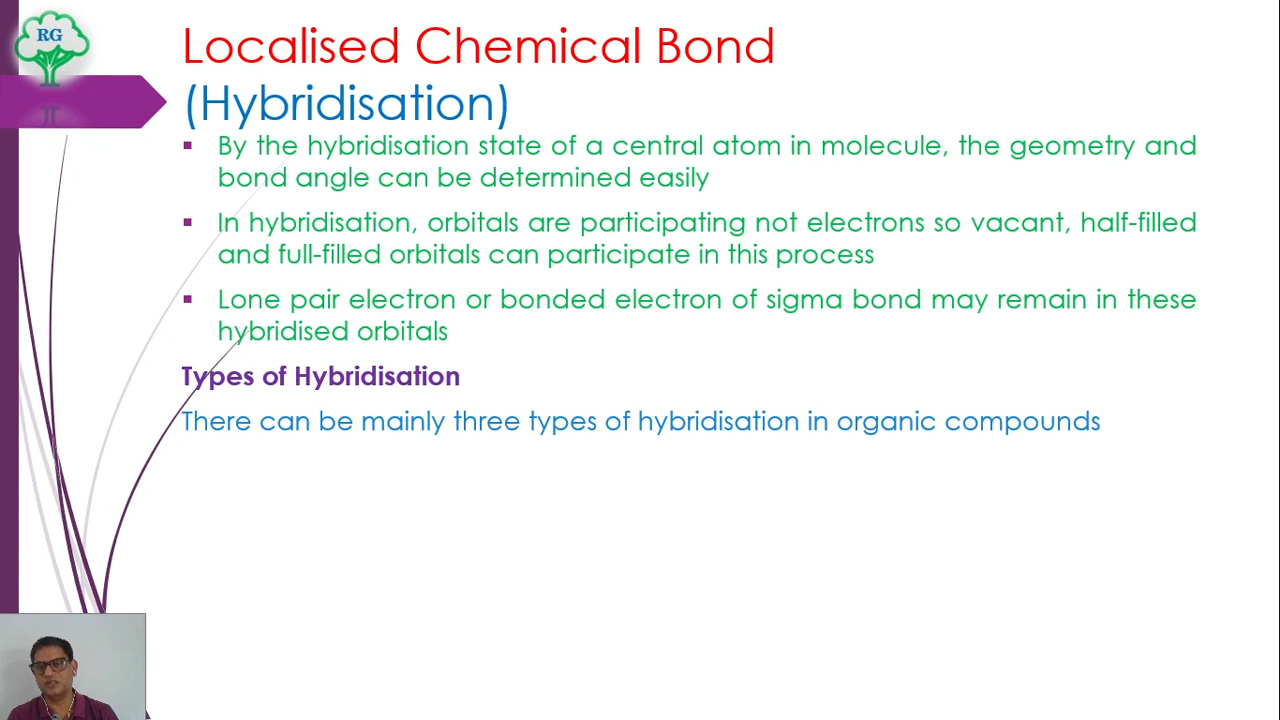 RG
Localised Chemical Bond
(Hybridisation)
By the hybridisation state of a central atom in molecule, the geometry and
bond angle can be determined easily
In hybridisation, orbitals are participating not electrons so vacant, half-filled
and full-filled orbitals can participate in this process
Lone pair electron or bonded electron of sigma bond may remain in these
hybridised orbitals
Types of Hybridisation
There can be mainly three types of hybridisation in organic compounds